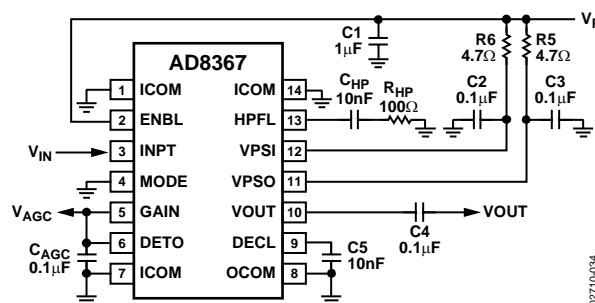 C1
1µF
V
R6
4.7Ω
R5
4.7Ω
AD8367
C2
0.1µF
C3
0.1µF
CHP
10nF
RHP
100Ω
1 ICOM ICOM 14
2 ENBL HPFL 13
VIN 3 INPT VPSI 12
4 MODE VPSO 11
VAGC 5 GAIN VOUT 10 VOUT
C4
0.1µF
6 DETO DECL 9
CAGC
0.1µF
C5
10nF
7 ICOM OCOM 8
02710-034